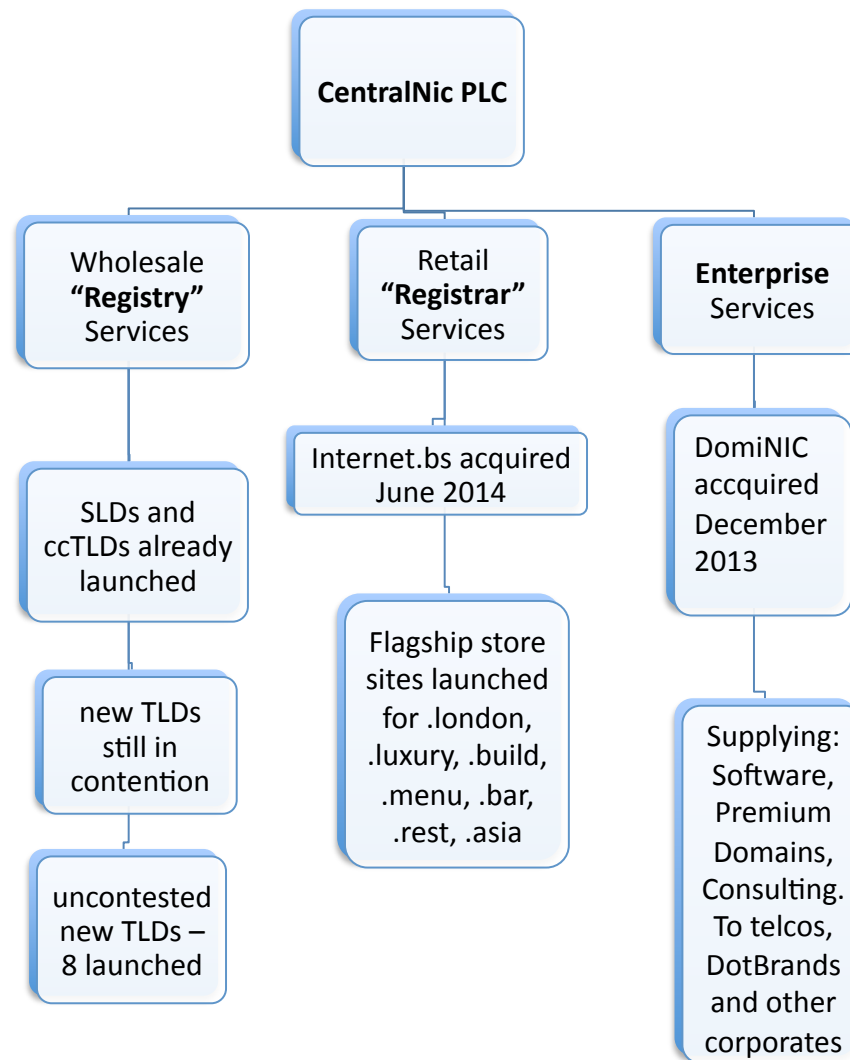 CentralNic PLC
Wholesale
“Registry”
Services
Retail
“Registrar”
Services
Enterprise
Services
SLDs and
ccTLDs already
launched
new TLDs
still in
contention
uncontested
new TLDs –
8 launched
Internet.bs acquired
June 2014
Flagship store
sites launched
for .london,
.luxury, .build,
.menu, .bar,
.rest, .asia
DomiNIC
accquired
December
2013
Supplying:
Software,
Premium
Domains,
Consulting.
To telcos,
DotBrands
and other
corporates